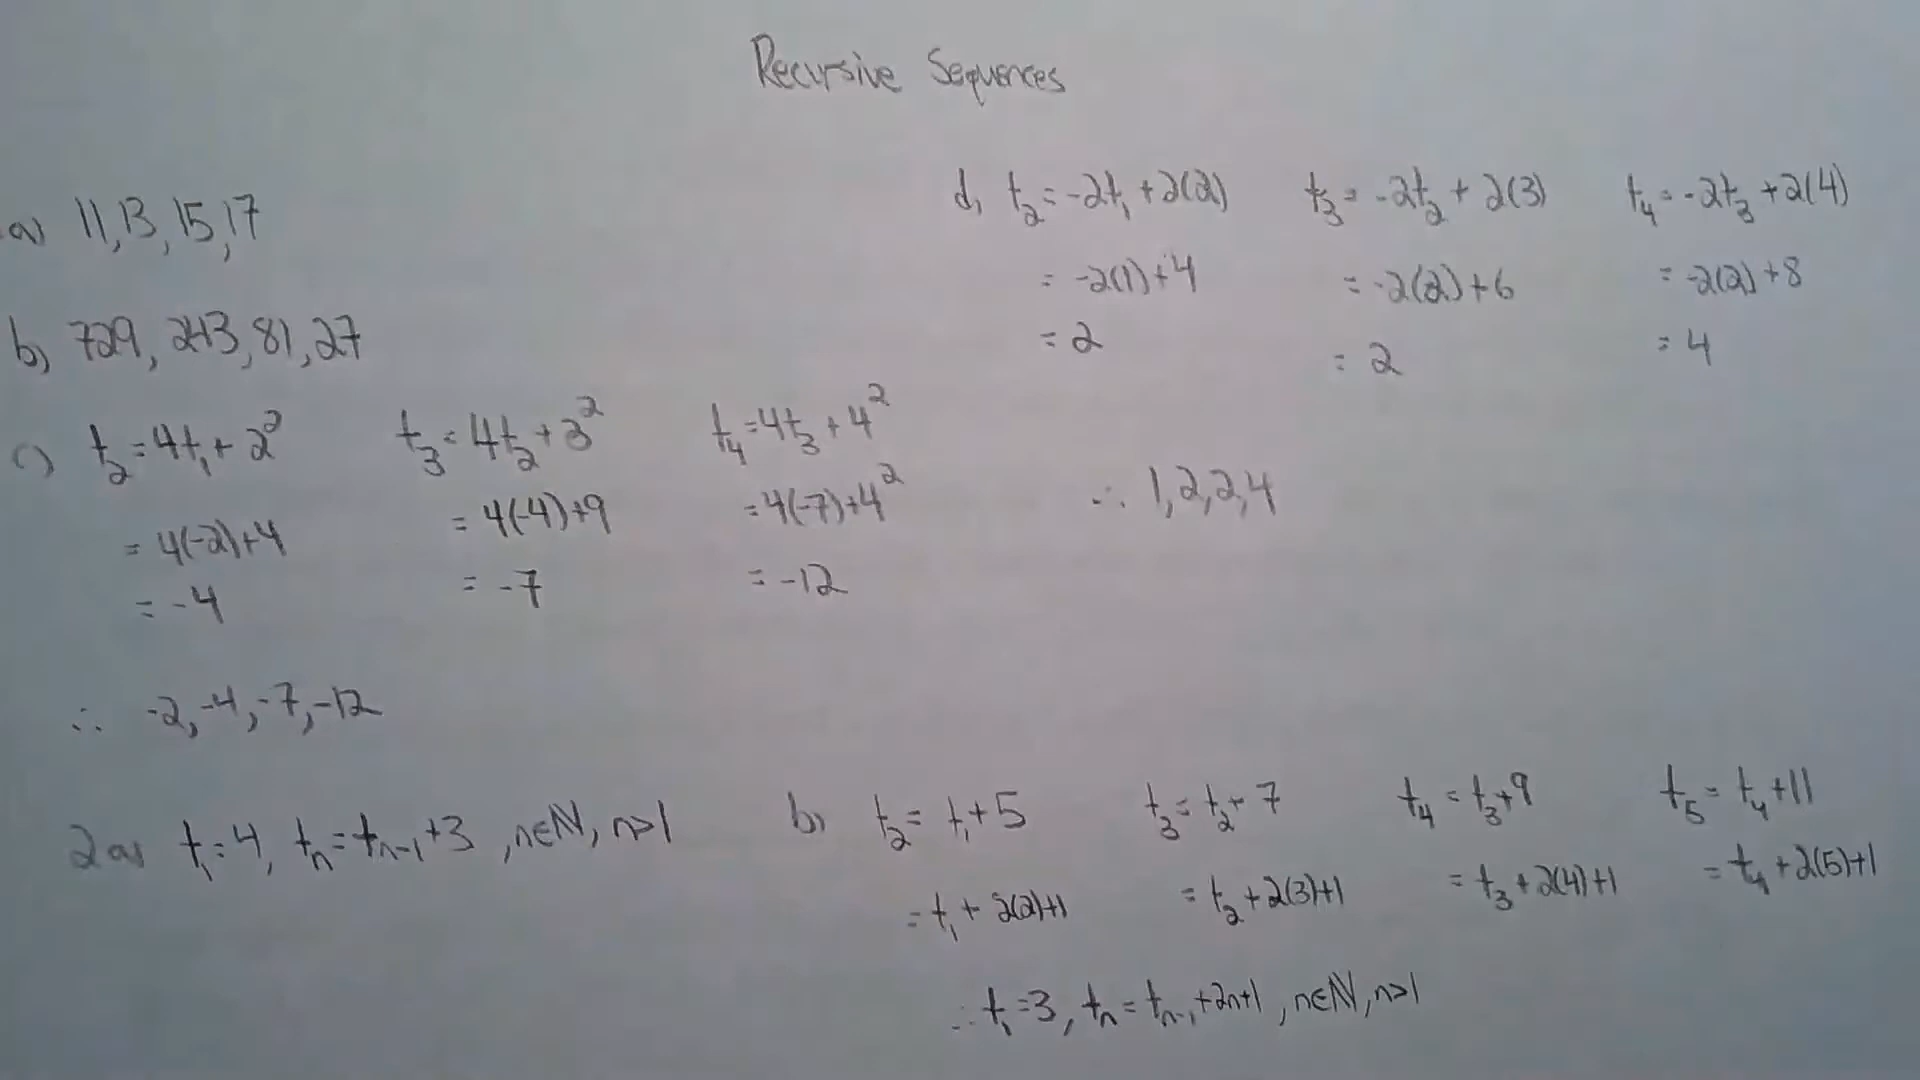 Recursive Sequences
a) 11, 13, 15, 17
b) 729, 243, 81, 27
c) t₂ = 4t₁ + 2² t₃ = 4t₂ + 3² t₄ = 4t₃ + 4²
= 4(-2)+4 = 4(-4)+9 = 4(-7)+4²
= -4 = -7 = -12
∴ -2, -4, -7, -12
d) t₂ = -2t₁ + 2(2) t₃ = -2t₂ + 2(3) t₄ = -2t₃ + 2(4)
= -2(1)+4 = -2(2)+6 = -2(2)+8
= 2 = 2 = 4
∴ 1, 2, 2, 4
2a) t₁ = 4, tₙ = tₙ₋₁ + 3, n∈ℕ, n>1
b) t₂ = t₁ + 5 t₃ = t₂ + 7 t₄ = t₃ + 9 t₅ = t₄ + 11
= t₁ + 2(2)+1 = t₂ + 2(3)+1 = t₃ + 2(4)+1 = t₄ + 2(5)+1
∴ t₁ = 3, tₙ = tₙ₋₁ + 2n+1, n∈ℕ, n>1